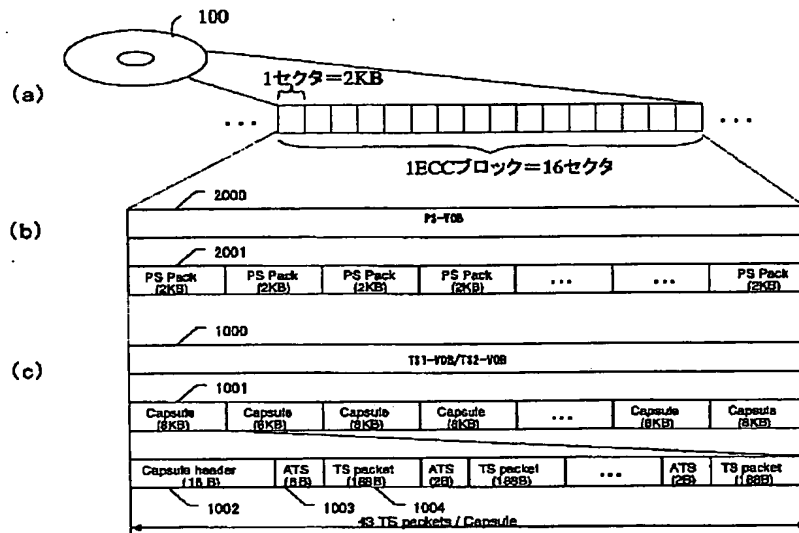 100
(a)
1セクタ=2KB
... ...
1ECCブロック=16セクタ
2000
(b)
PS-VOB
2001
PS Pack (2KB) PS Pack (2KB) PS Pack (2KB) PS Pack (2KB) ... ... PS Pack (2KB)
1000
(c)
TS1-VOB/TS2-VOB
1001
Capsule (8KB) Capsule (8KB) Capsule (8KB) Capsule (8KB) ... Capsule (8KB) Capsule (8KB)
Capsule header (16B) ATS TS packet (188B) ATS (2B) TS packet (188B) ... ATS (2B) TS packet (188B)
1002 1003 1004
43 TS packets / Capsule